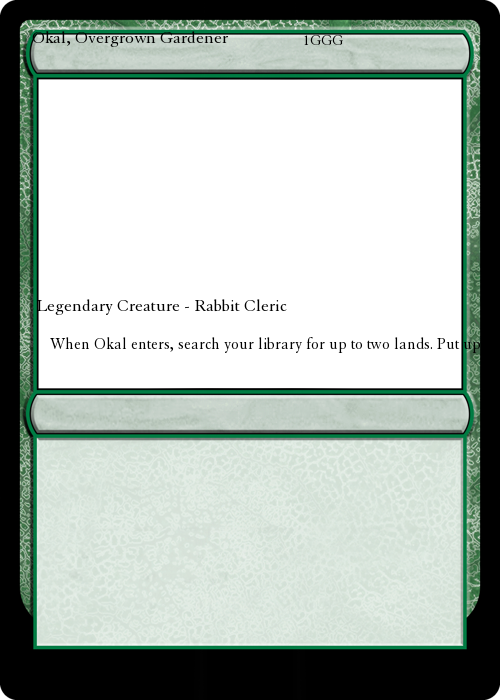 Okal, Overgrown Gardener
1GGG
Legendary Creature - Rabbit Cleric
When Okal enters, search your library for up to two lands. Put up